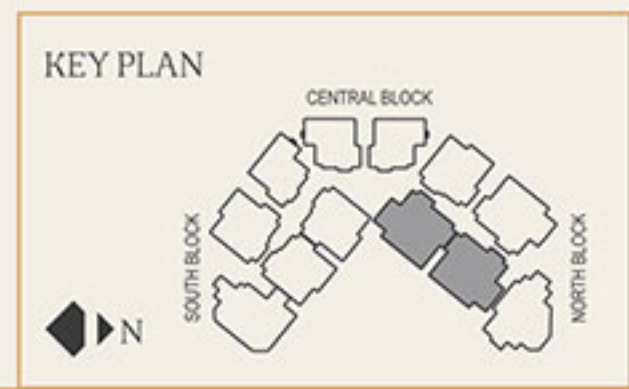 KEY PLAN
CENTRAL BLOCK
SOUTH BLOCK
NORTH BLOCK
N